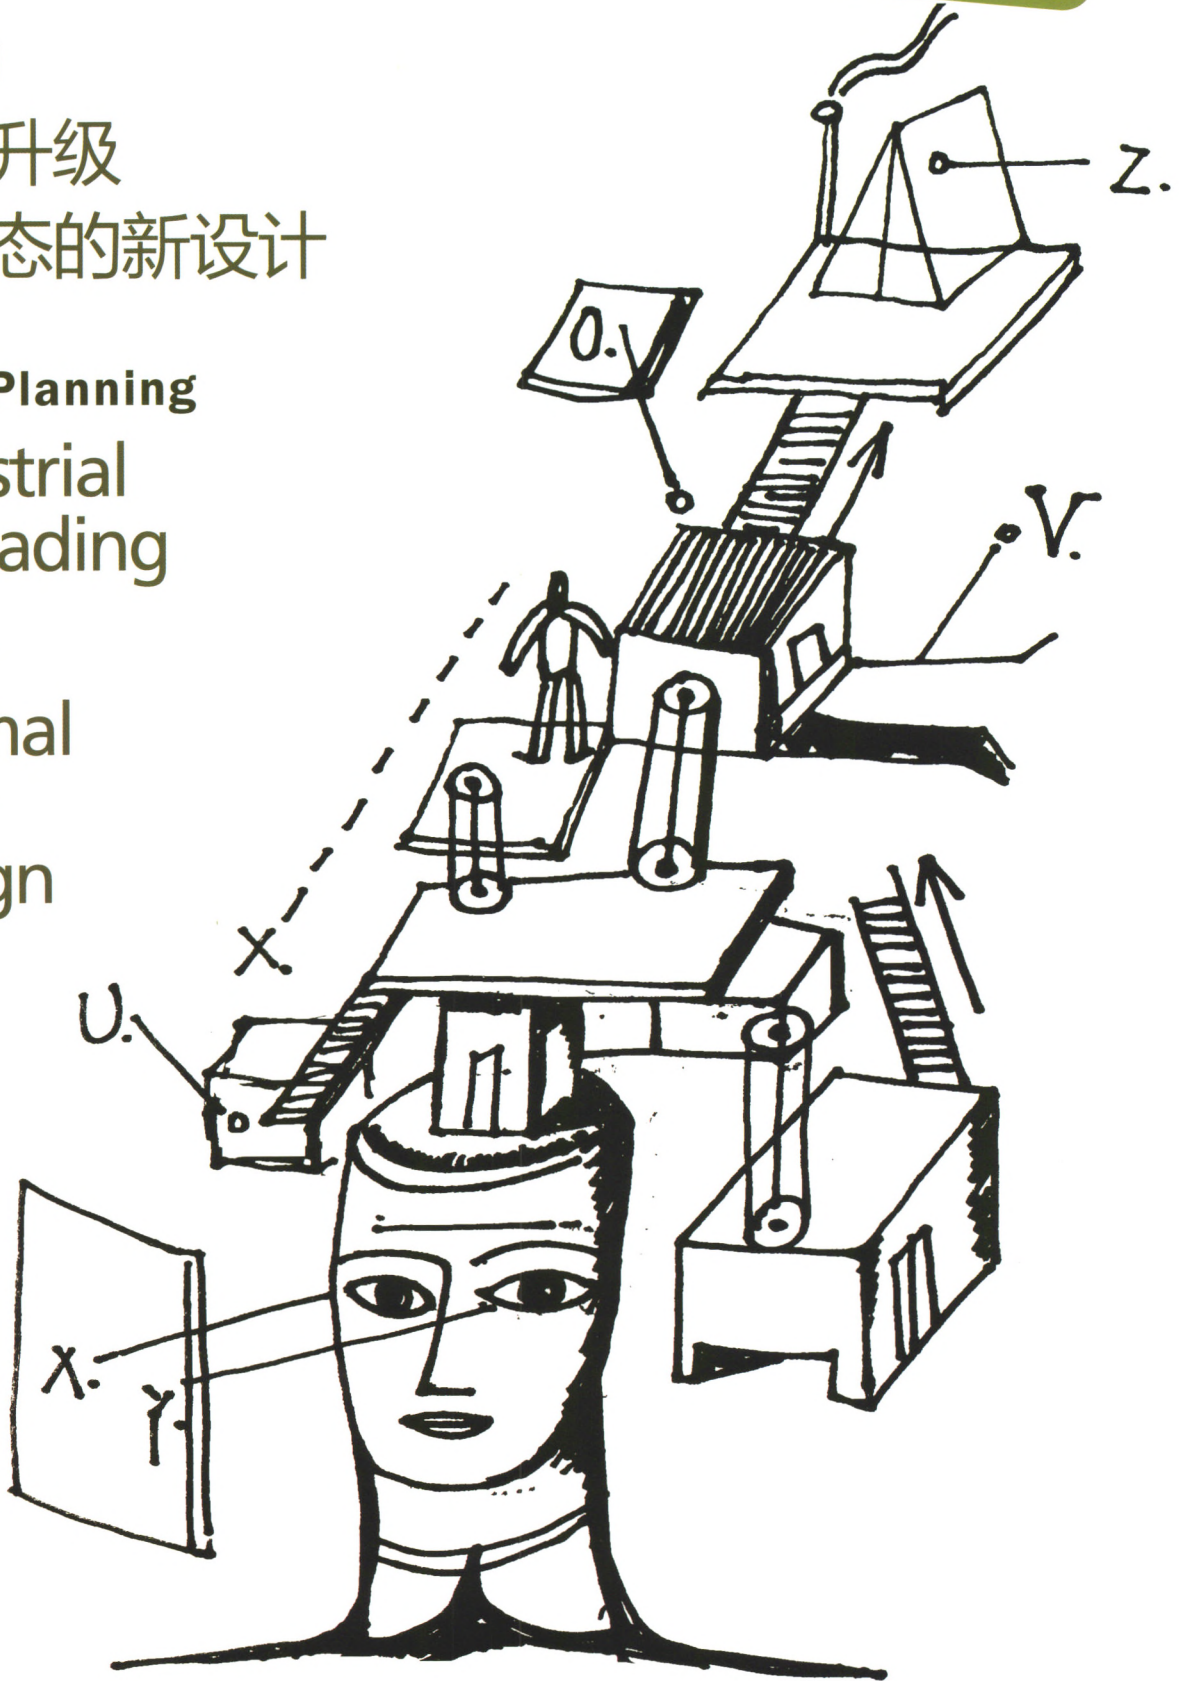 升级
态的新设计
Planning
strial
ading
nal
gn
Z.
O.
V.
X.
U.
X.
Y.